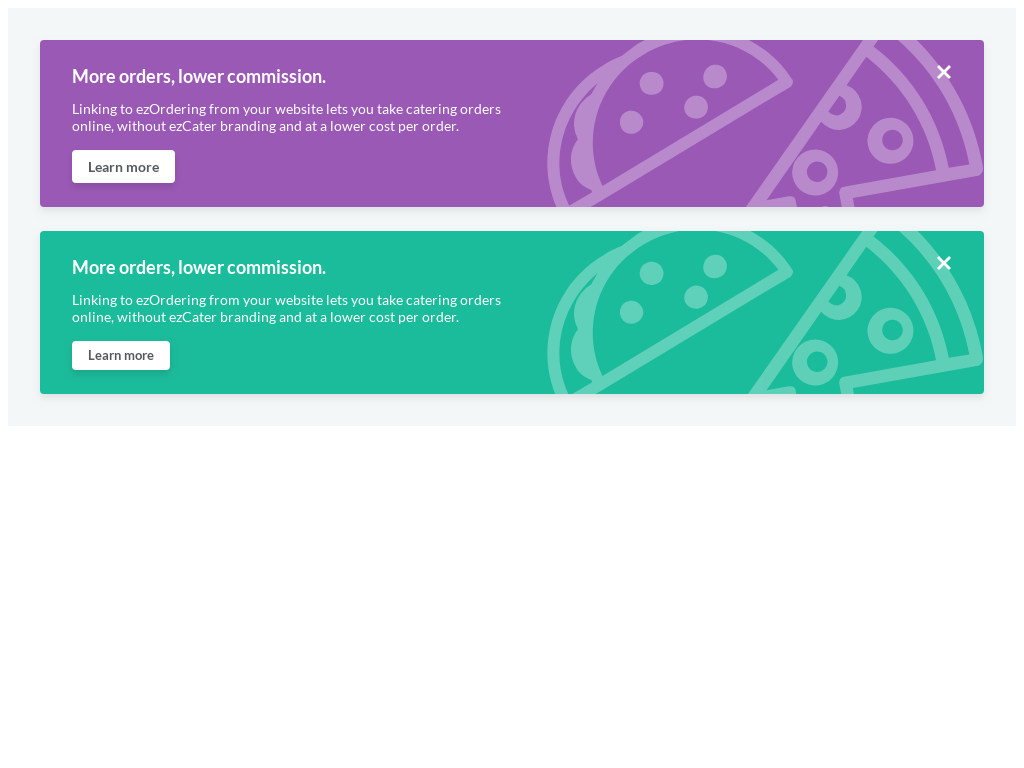 More orders, lower commission.
Linking to ezOrdering from your website lets you take catering orders
online, without ezCater branding and at a lower cost per order.
Learn more
More orders, lower commission.
Linking to ezOrdering from your website lets you take catering orders
online, without ezCater branding and at a lower cost per order.
Learn more